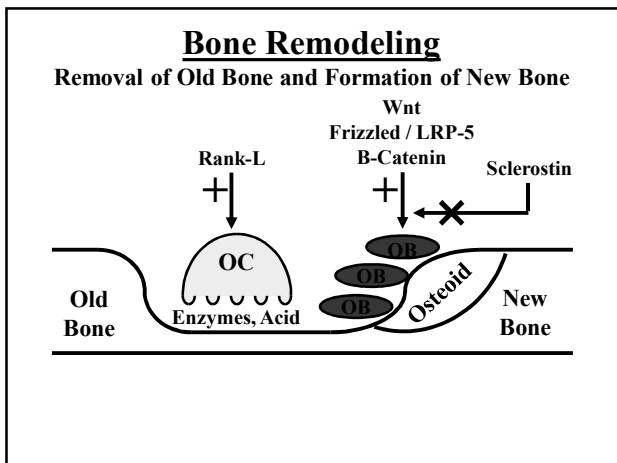 Bone Remodeling
Removal of Old Bone and Formation of New Bone
Wnt
Frizzled / LRP-5
B-Catenin
Rank-L
Sclerostin
+
+
OC
OB
OB
OB
Enzymes, Acid
Osteoid
Old
Bone
New
Bone